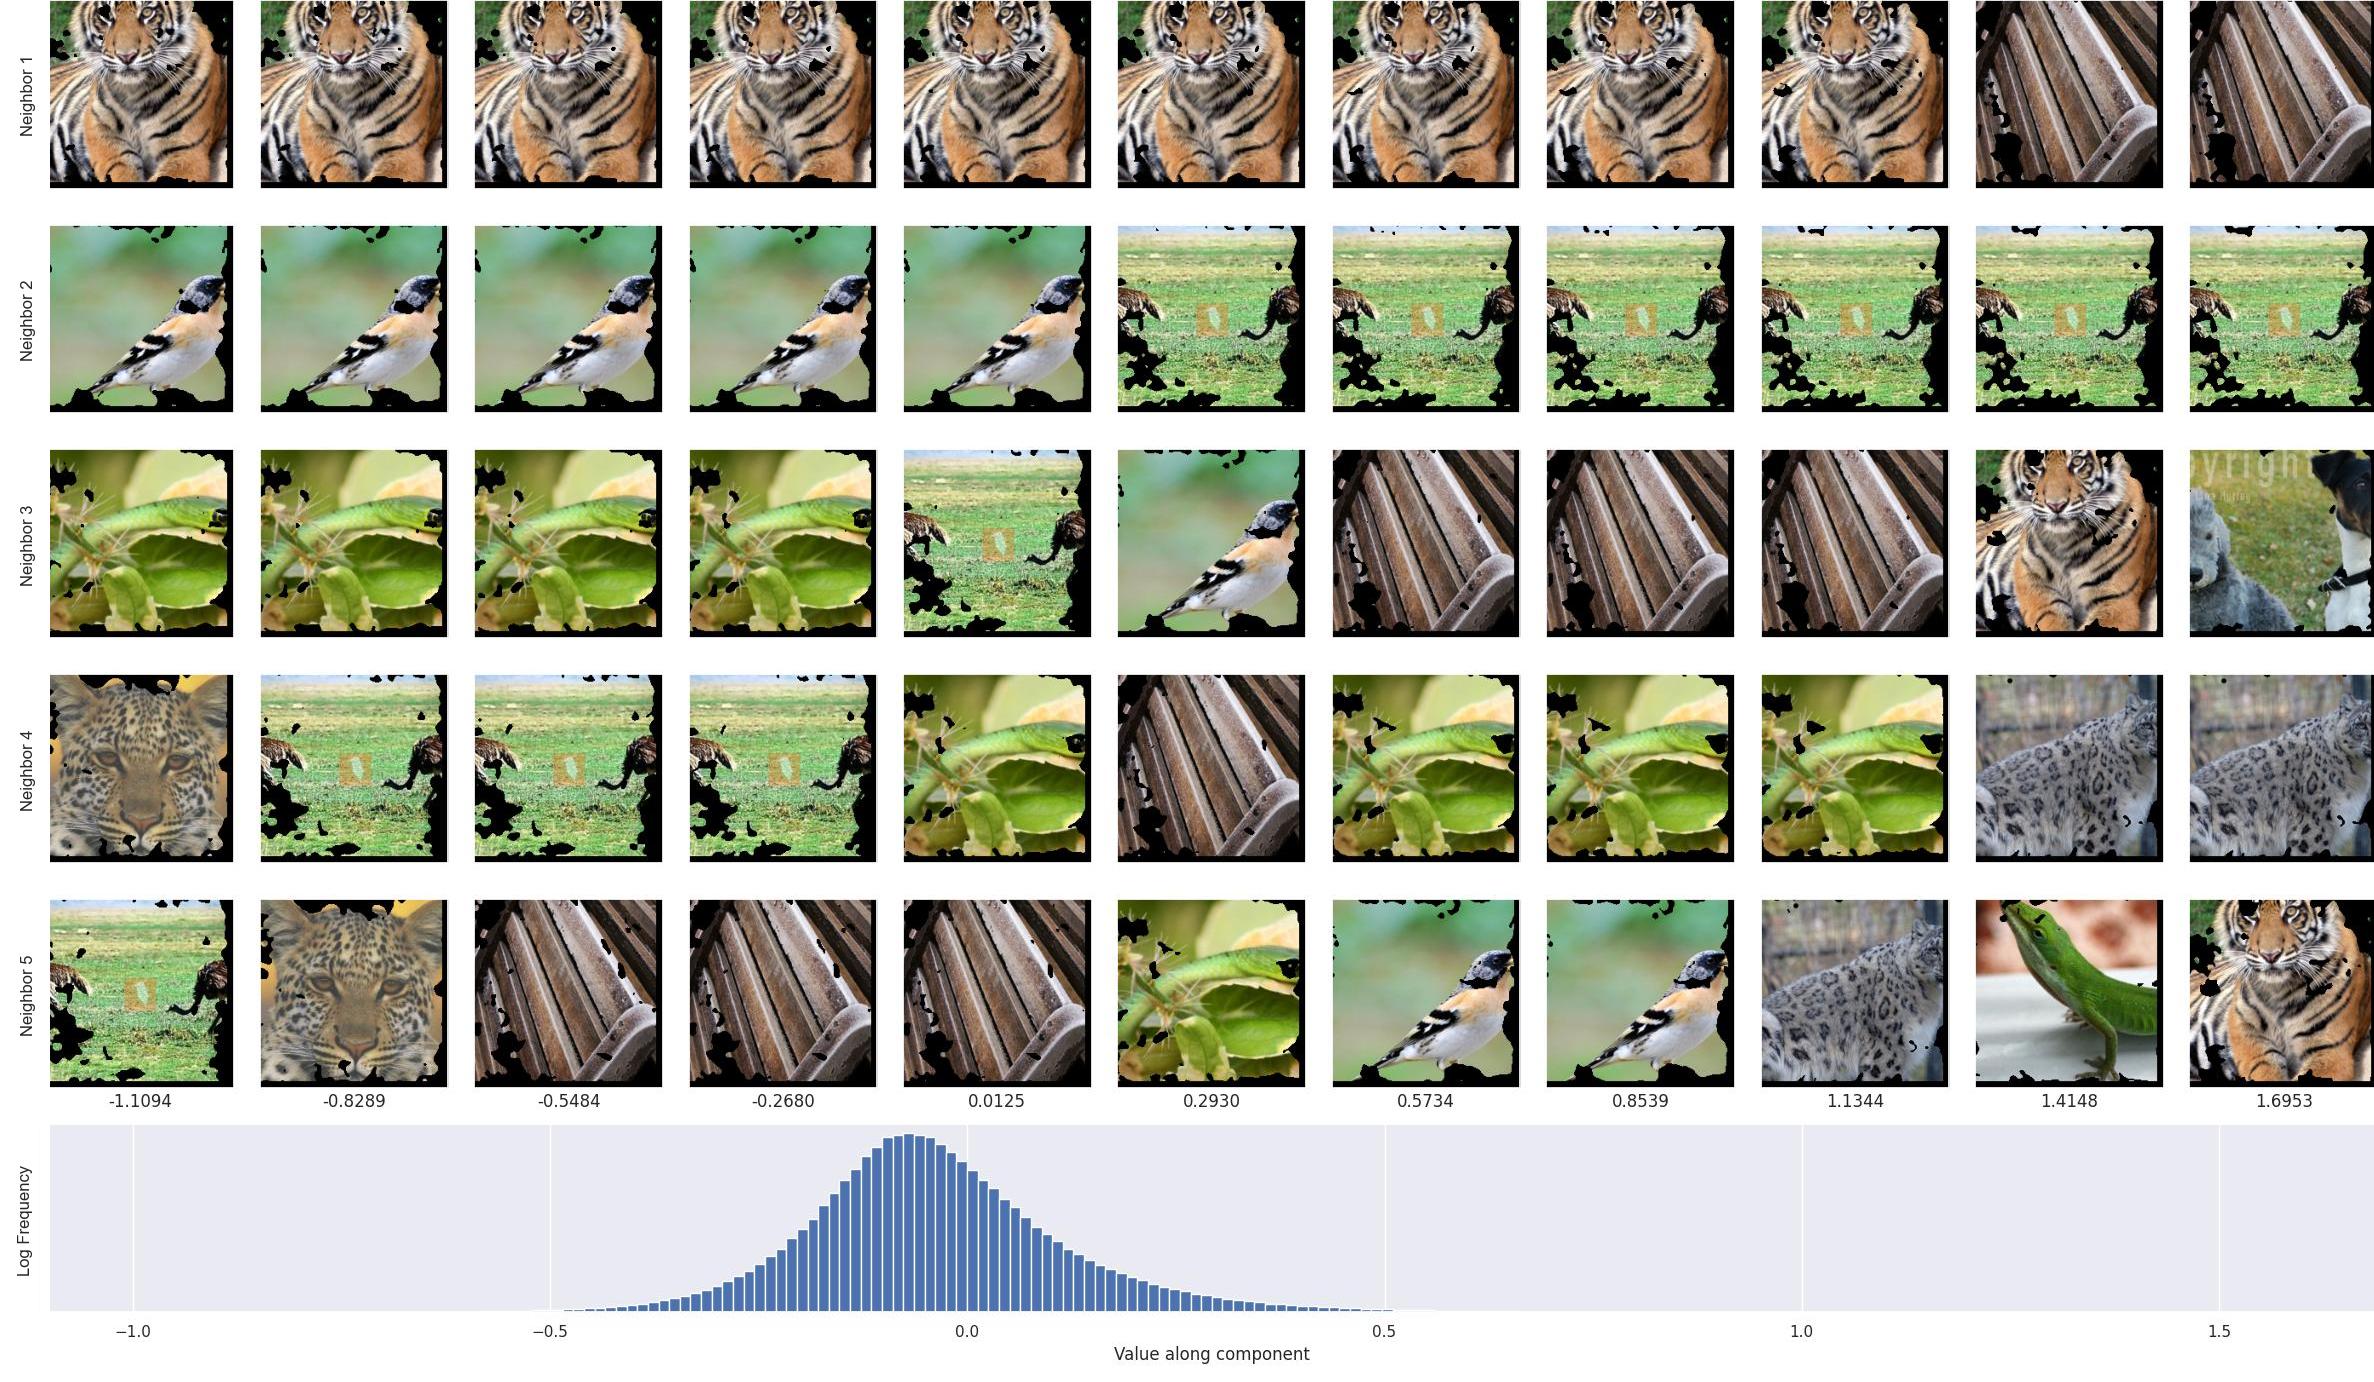 Neighbor 1
Neighbor 2
Neighbor 3
yright
Neighbor 4
Neighbor 5
-1.1094 -0.8289 -0.5484 -0.2680 0.0125 0.2930 0.5734 0.8539 1.1344 1.4148 1.6953
Log Frequency
−1.0 −0.5 0.0 0.5 1.0 1.5
Value along component